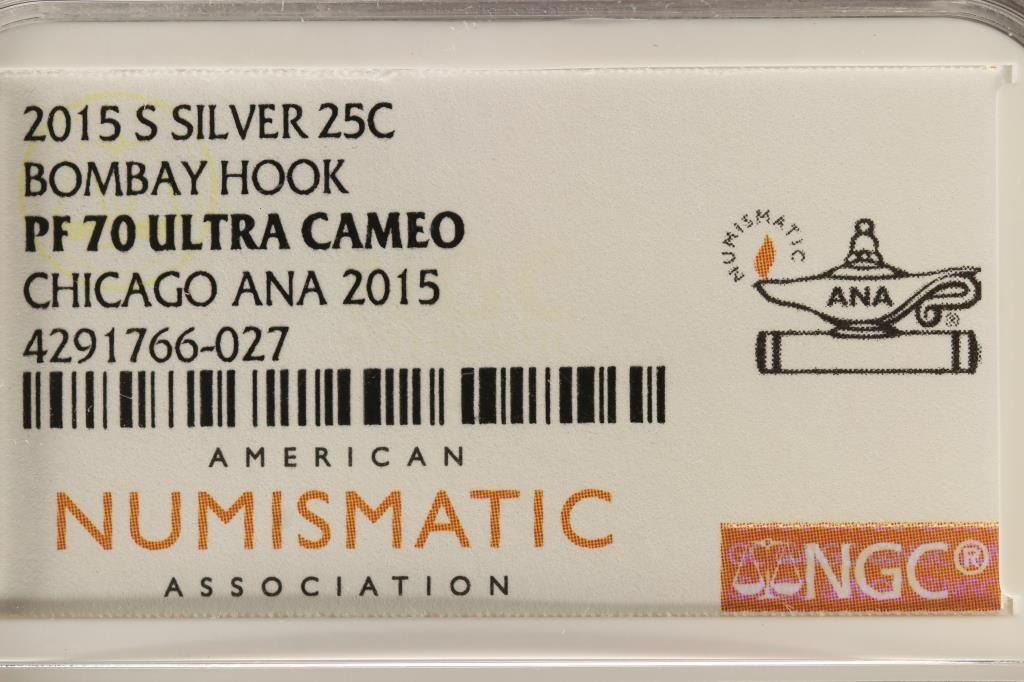 2015 S SILVER 25C
BOMBAY HOOK
PF 70 ULTRA CAMEO
CHICAGO ANA 2015
4291766-027
NUMISMATIC
ANA®
AMERICAN
NUMISMATIC
ASSOCIATION
NGC®